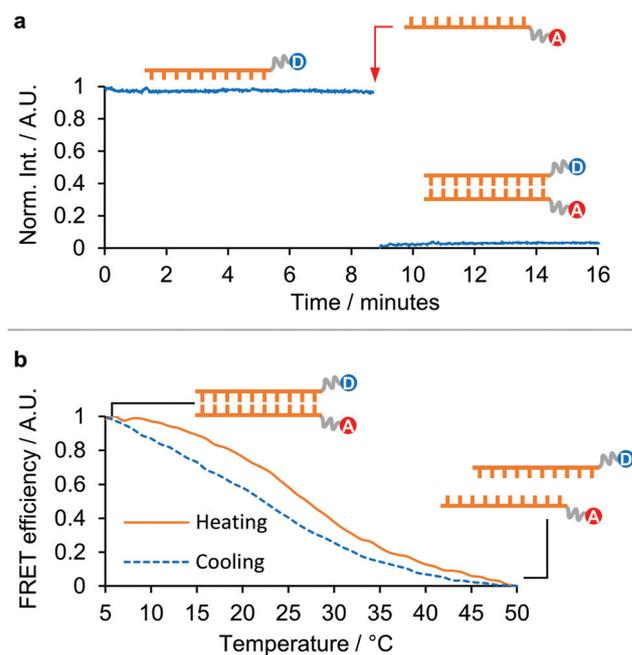 a
D
A
Norm. Int. / A.U.
1
0.8
0.6
0.4
0.2
0
D
A
0 2 4 6 8 10 12 14 16
Time / minutes
b
D
A
FRET efficiency / A.U.
1
0.8
0.6
0.4
0.2
0
D
A
Heating
Cooling
5 10 15 20 25 30 35 40 45 50
Temperature / °C